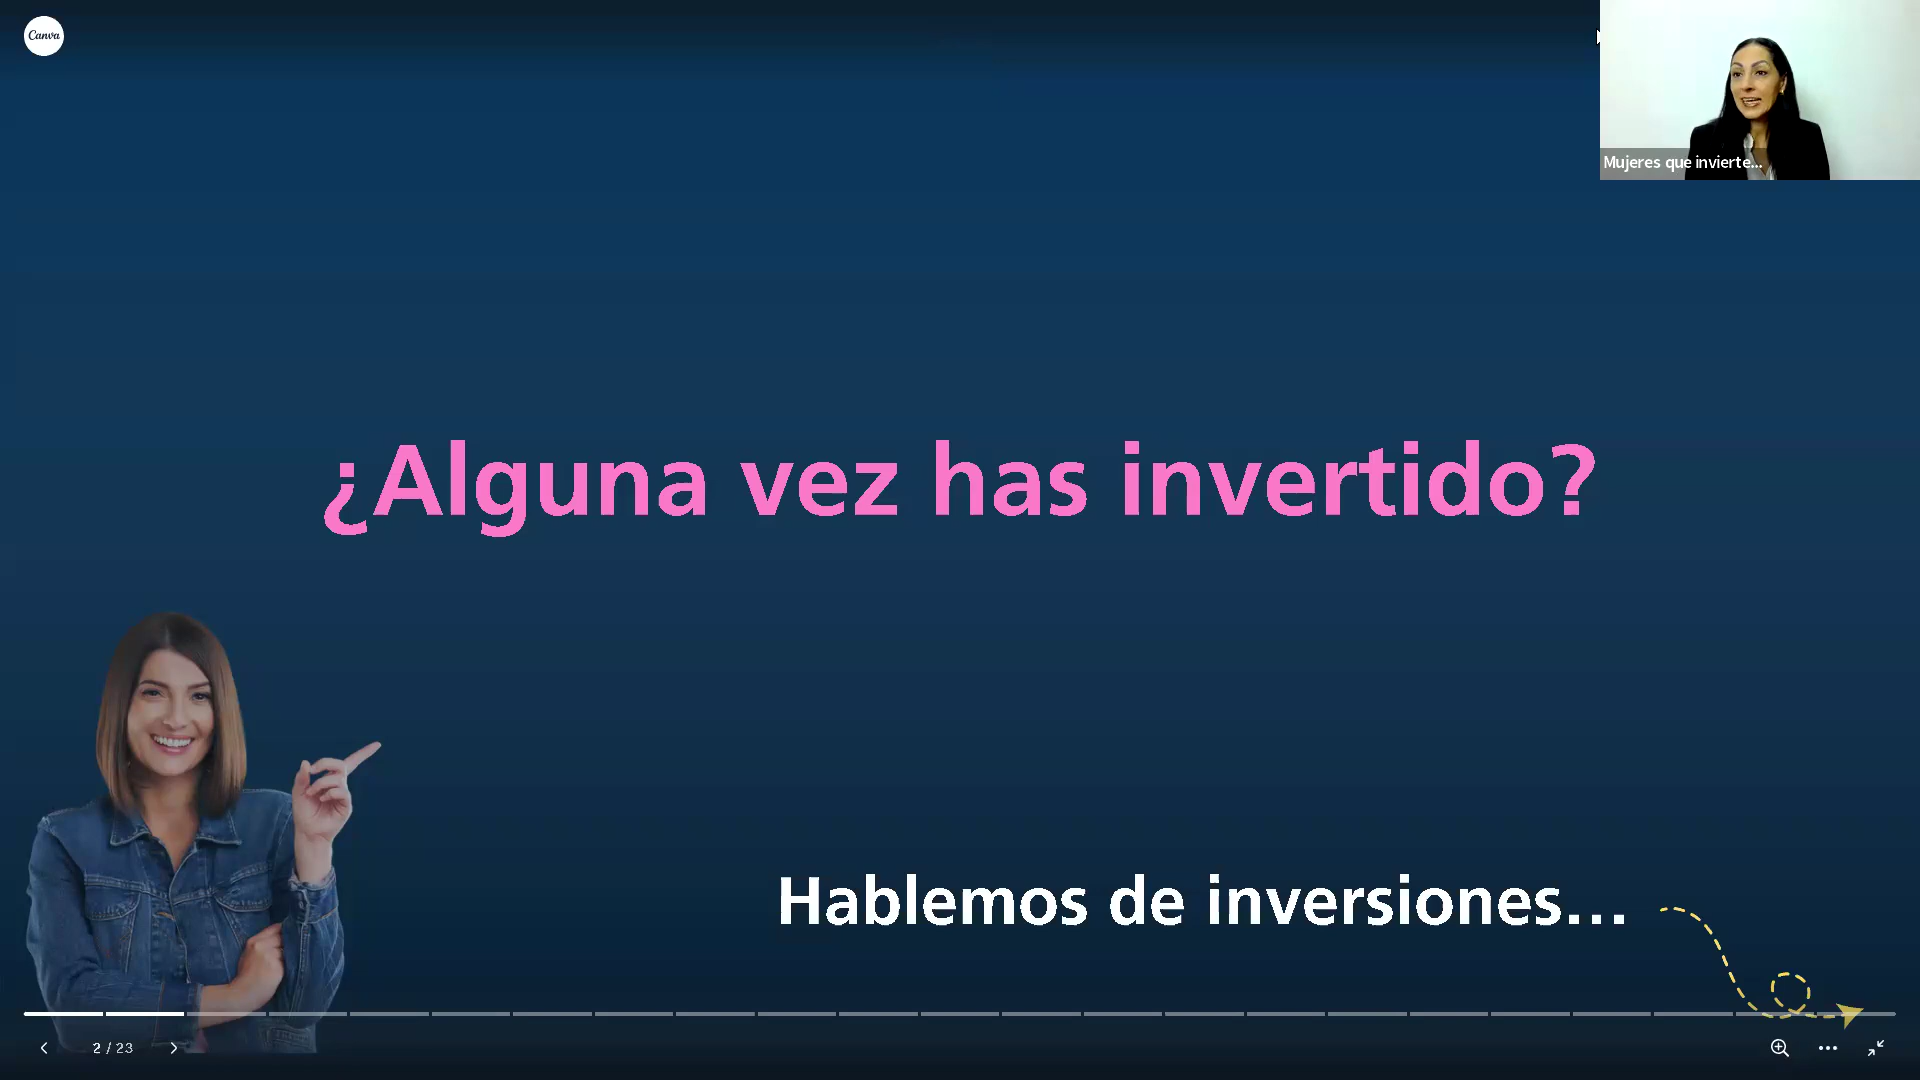 Canva
Mujeres que invierte...
¿Alguna vez has invertido?
Hablemos de inversiones...
2 / 23